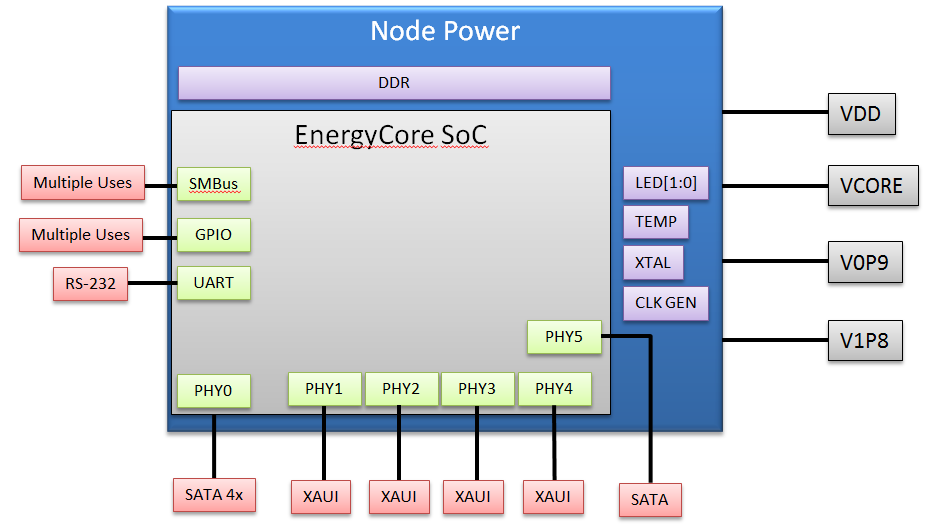 Node Power
DDR
EnergyCore SoC
Multiple Uses
SMBus
Multiple Uses
GPIO
RS-232
UART
LED[1:0]
TEMP
XTAL
CLK GEN
VDD
VCORE
V0P9
V1P8
PHY5
PHY0
PHY1
PHY2
PHY3
PHY4
SATA 4x
XAUI
XAUI
XAUI
XAUI
SATA